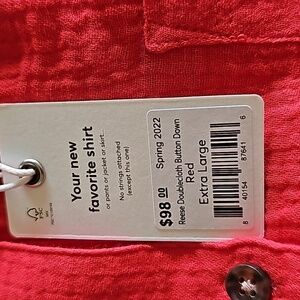 Your new
favorite shirt
or pants or jacket or skirt.
No strings attached
(except this one)
Spring 2022
$98.00
Reese Doublecloth Button Down
Red
Extra Large
8 40154 87641 6